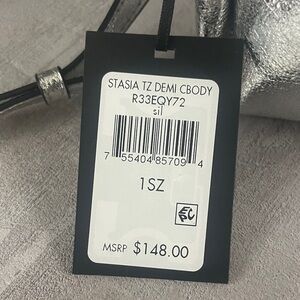 STASIA TZ DEMI CBODY
R33EQY72
sil
7 55404 85709 4
1SZ
MSRP $148.00